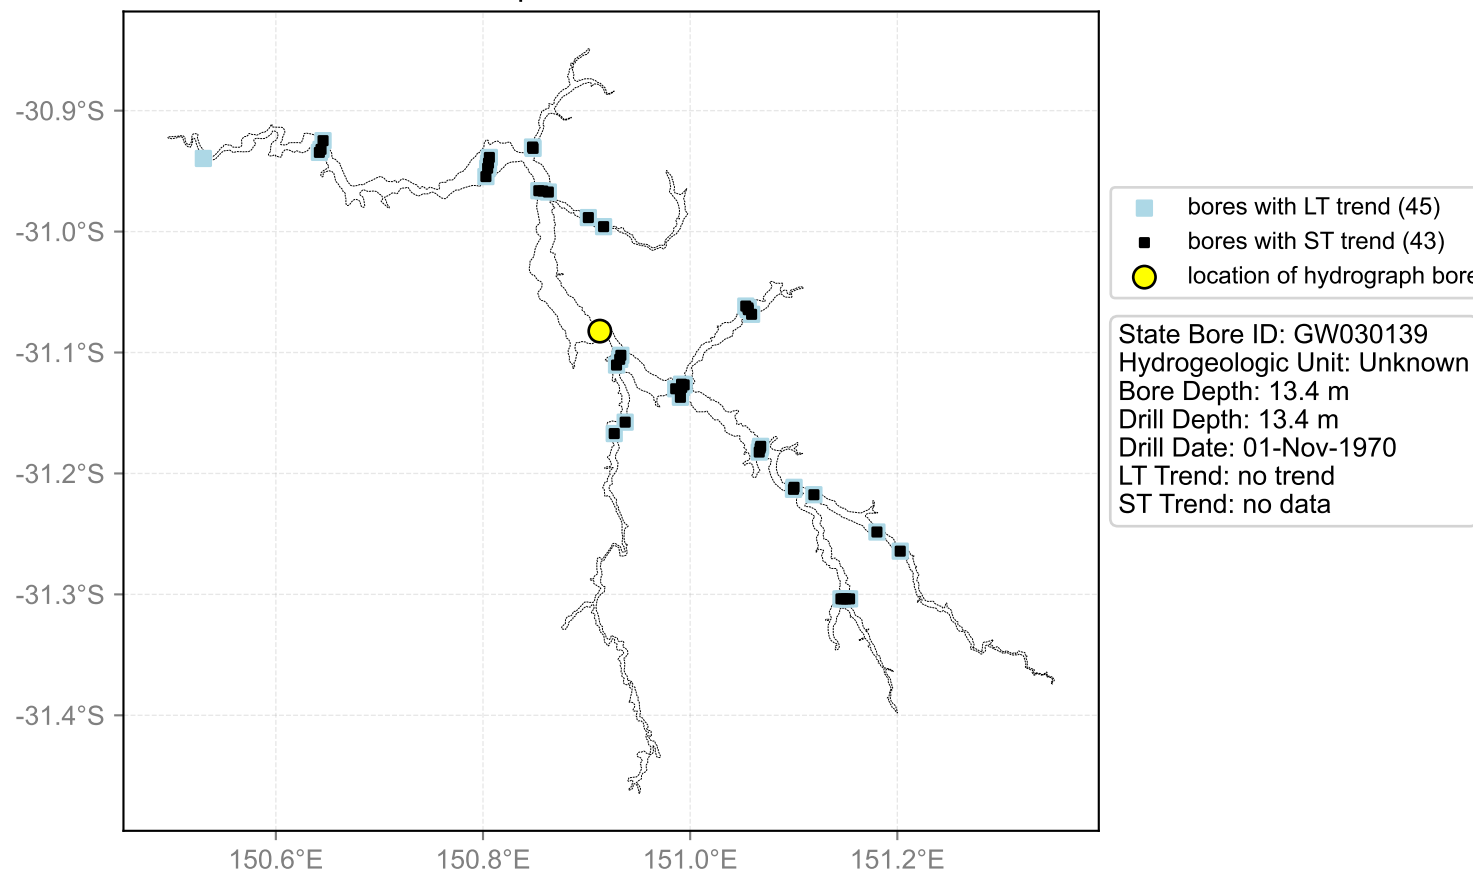 -30.9°S
-31.0°S
-31.1°S
-31.2°S
-31.3°S
-31.4°S
150.6°E
150.8°E
151.0°E
151.2°E
bores with LT trend (45)
bores with ST trend (43)
location of hydrograph bore
State Bore ID: GW030139
Hydrogeologic Unit: Unknown
Bore Depth: 13.4 m
Drill Depth: 13.4 m
Drill Date: 01-Nov-1970
LT Trend: no trend
ST Trend: no data